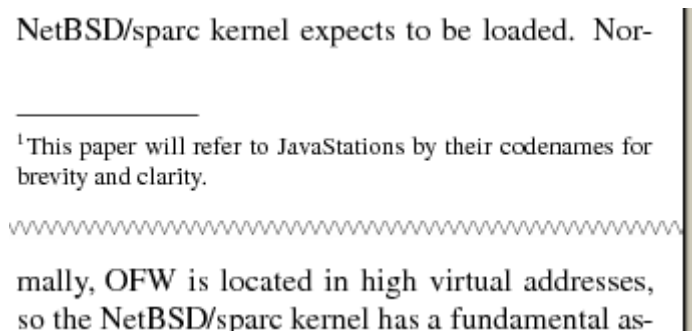 NetBSD/sparc kernel expects to be loaded. Nor-
¹This paper will refer to JavaStations by their codenames for
brevity and clarity.
mally, OFW is located in high virtual addresses,
so the NetBSD/sparc kernel has a fundamental as-